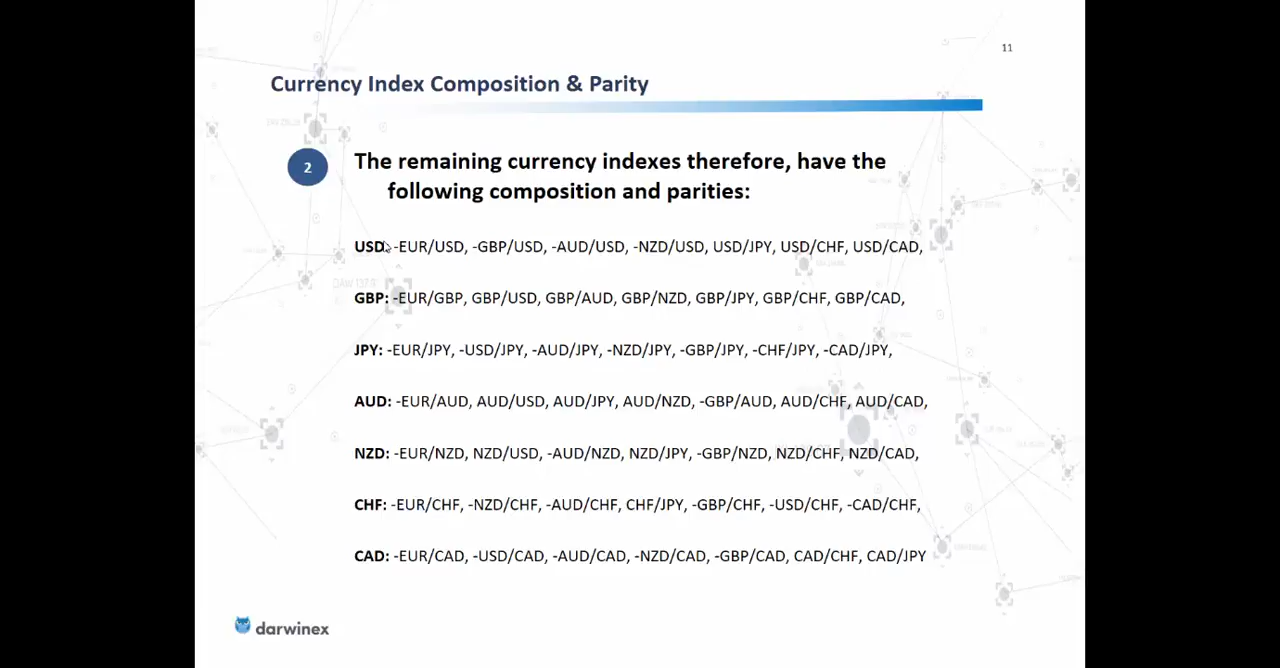 11
Currency Index Composition & Parity
2
The remaining currency indexes therefore, have the
following composition and parities:
USD: -EUR/USD, -GBP/USD, -AUD/USD, -NZD/USD, USD/JPY, USD/CHF, USD/CAD,
GBP: -EUR/GBP, GBP/USD, GBP/AUD, GBP/NZD, GBP/JPY, GBP/CHF, GBP/CAD,
JPY: -EUR/JPY, -USD/JPY, -AUD/JPY, -NZD/JPY, -GBP/JPY, -CHF/JPY, -CAD/JPY,
AUD: -EUR/AUD, AUD/USD, AUD/JPY, AUD/NZD, -GBP/AUD, AUD/CHF, AUD/CAD,
NZD: -EUR/NZD, NZD/USD, -AUD/NZD, NZD/JPY, -GBP/NZD, NZD/CHF, NZD/CAD,
CHF: -EUR/CHF, -NZD/CHF, -AUD/CHF, CHF/JPY, -GBP/CHF, -USD/CHF, -CAD/CHF,
CAD: -EUR/CAD, -USD/CAD, -AUD/CAD, -NZD/CAD, -GBP/CAD, CAD/CHF, CAD/JPY
darwinex